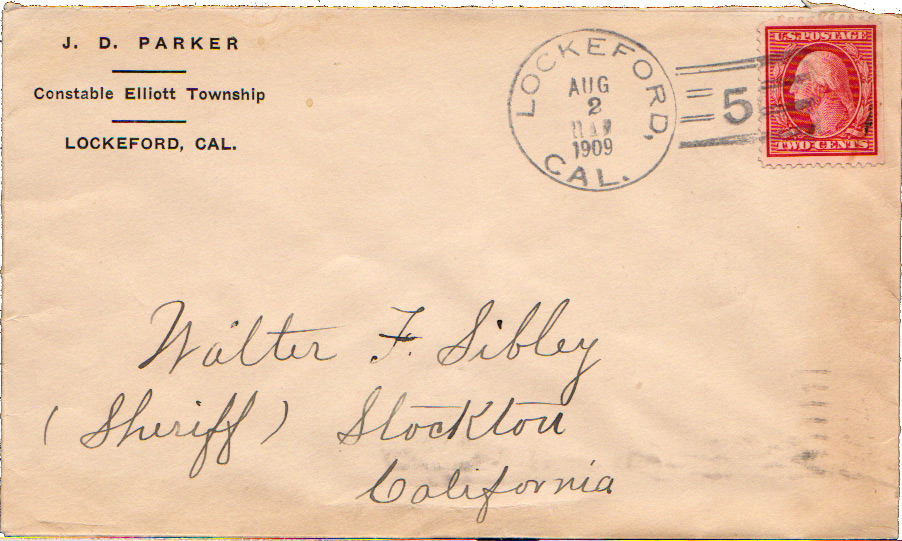 J. D. PARKER
Constable Elliott Township
LOCKEFORD, CAL.
LOCKEFORD,
AUG
2
1909
CAL.
5
U.S. POSTAGE
TWO CENTS
Walter F. Sibley
(Sheriff) Stockton
California